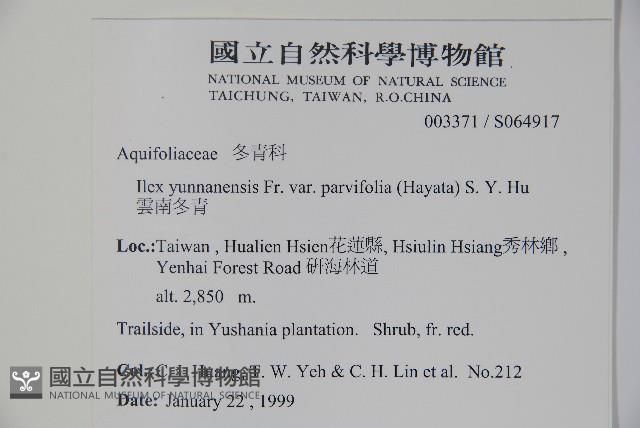 國立自然科學博物館
NATIONAL MUSEUM OF NATURAL SCIENCE
TAICHUNG, TAIWAN, R.O.CHINA
003371 / S064917
Aquifoliaceae 冬青科
Ilex yunnanensis Fr. var. parvifolia (Hayata) S. Y. Hu
雲南冬青
Loc.:Taiwan , Hualien Hsien花蓮縣, Hsiulin Hsiang秀林鄉 ,
Yenhai Forest Road 研海林道
alt. 2,850 m.
Trailside, in Yushania plantation. Shrub, fr. red.
Col.: Huang, T. W. Yeh & C. H. Lin et al. No.212
國立自然科學博物館
NATIONAL MUSEUM OF NATURAL SCIENCE
Date: January 22 , 1999